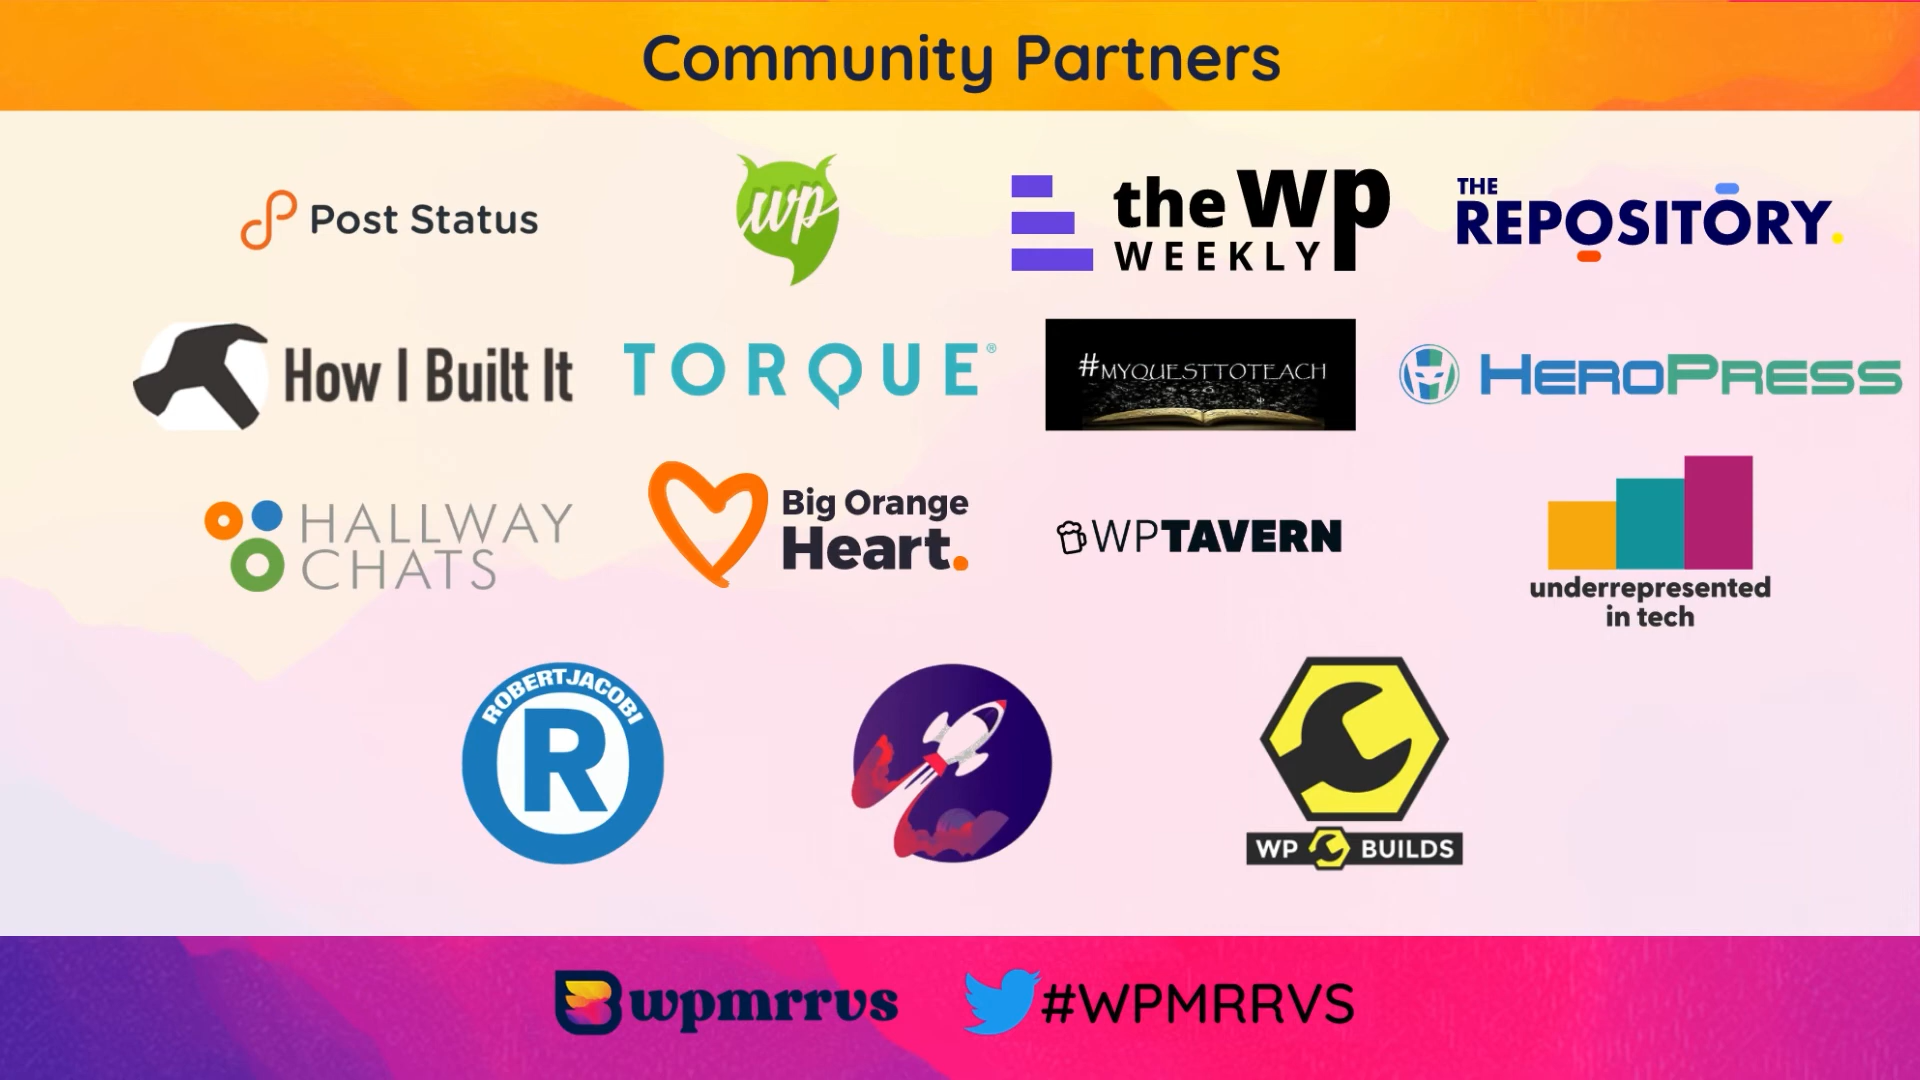 Community Partners
Post Status
wp
the wp
WEEKLY
THE
REPOSITORY.
How I Built It
TORQUE®
#MYQUESTTOTEACH
HEROPRESS
HALLWAY
CHATS
Big Orange
Heart.
WPTAVERN
underrepresented
in tech
ROBERTJACOBI
R
WP BUILDS
wpmrrvs
#WPMRRVS